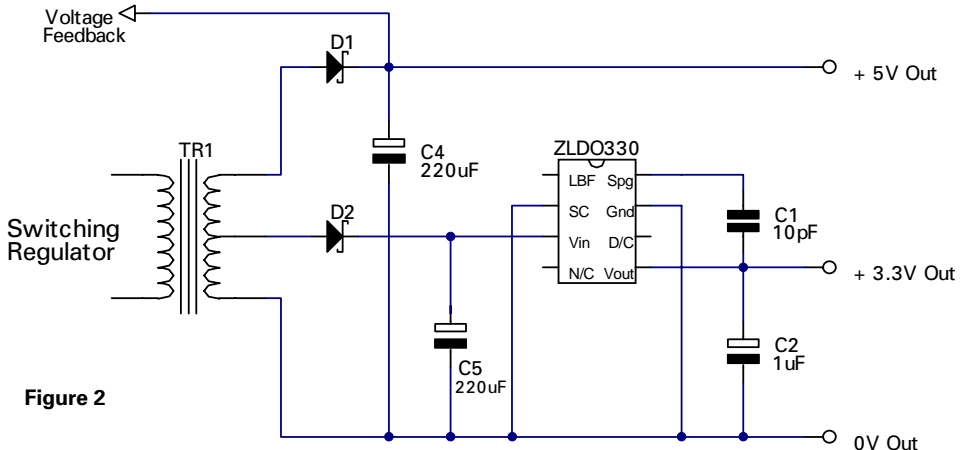 Voltage
Feedback
D1
+ 5V Out
TR1
C4
220uF
ZLDO330
LBF Spg
SC Gnd
Vin D/C
N/C Vout
C1
10pF
D2
Switching
Regulator
+ 3.3V Out
C2
1uF
C5
220uF
Figure 2
0V Out